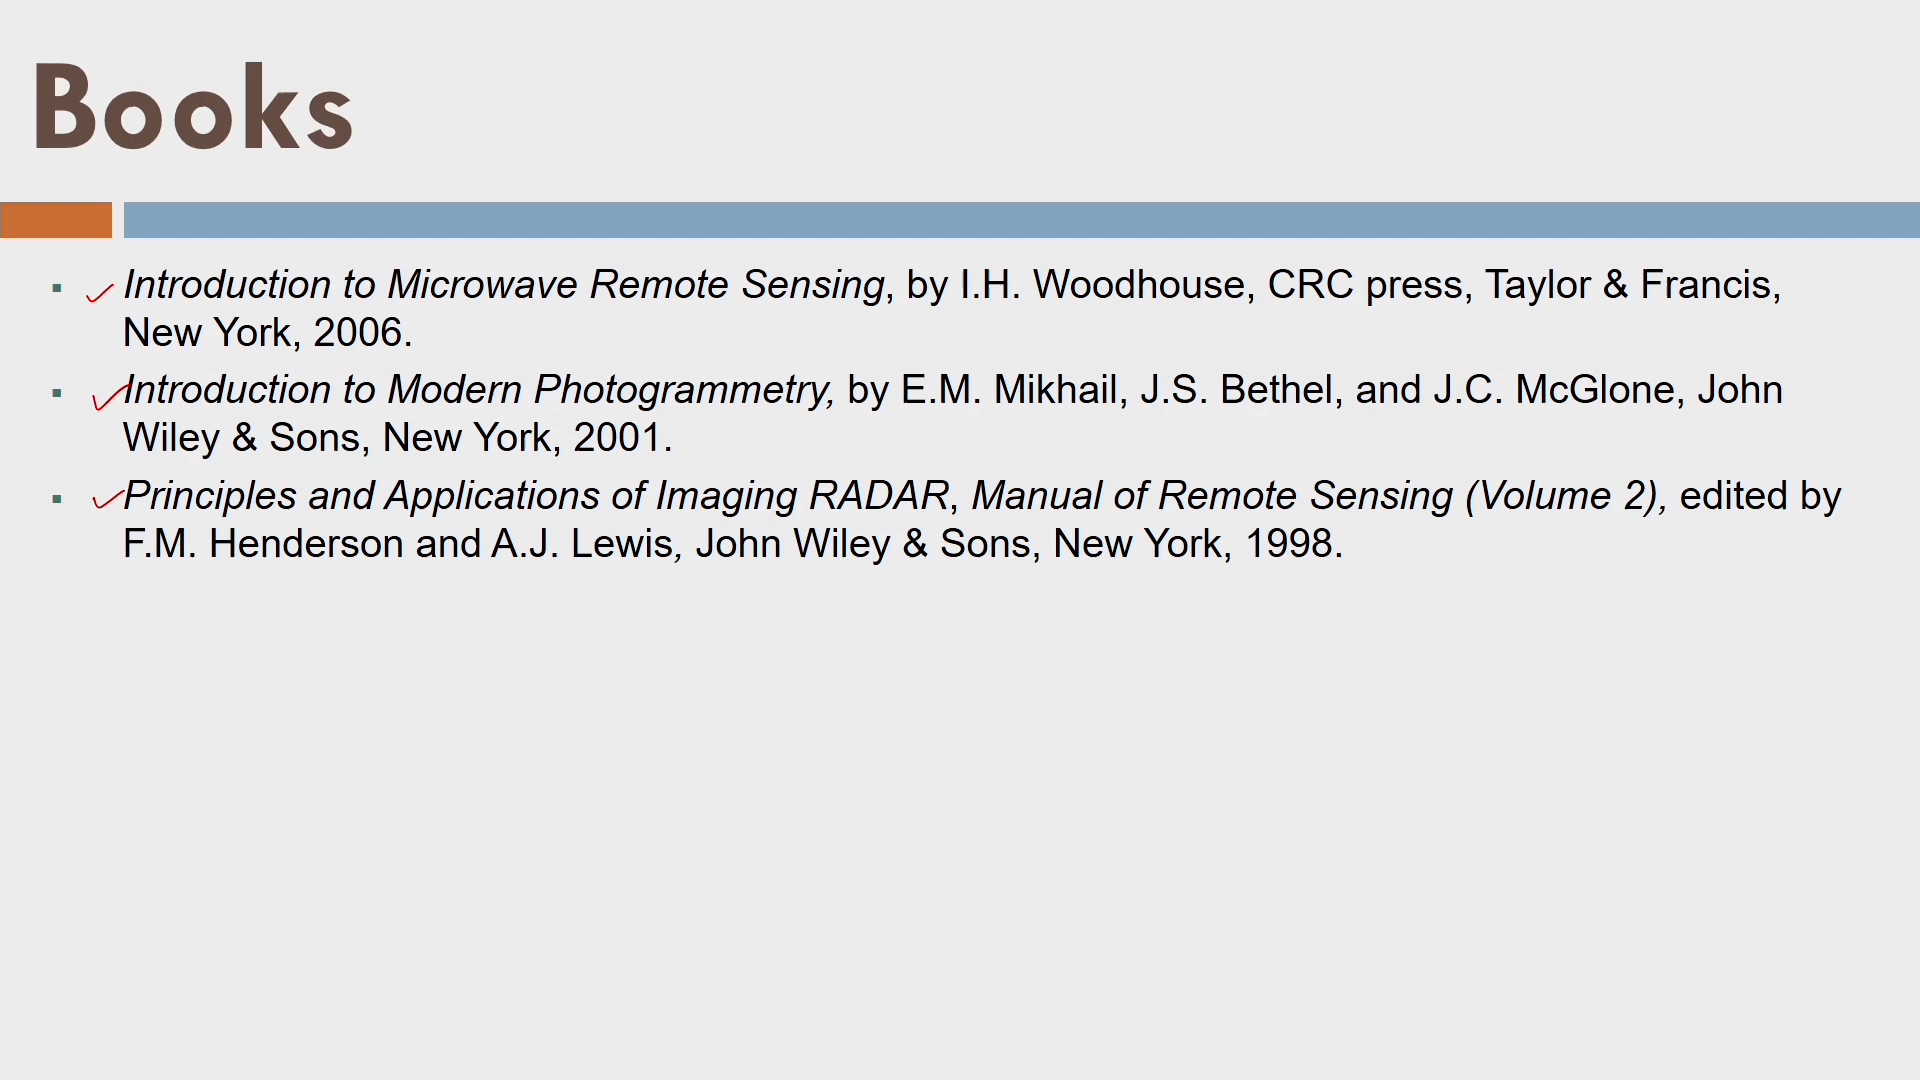 Books
Introduction to Microwave Remote Sensing, by I.H. Woodhouse, CRC press, Taylor & Francis,
New York, 2006.
Introduction to Modern Photogrammetry, by E.M. Mikhail, J.S. Bethel, and J.C. McGlone, John
Wiley & Sons, New York, 2001.
Principles and Applications of Imaging RADAR, Manual of Remote Sensing (Volume 2), edited by
F.M. Henderson and A.J. Lewis, John Wiley & Sons, New York, 1998.